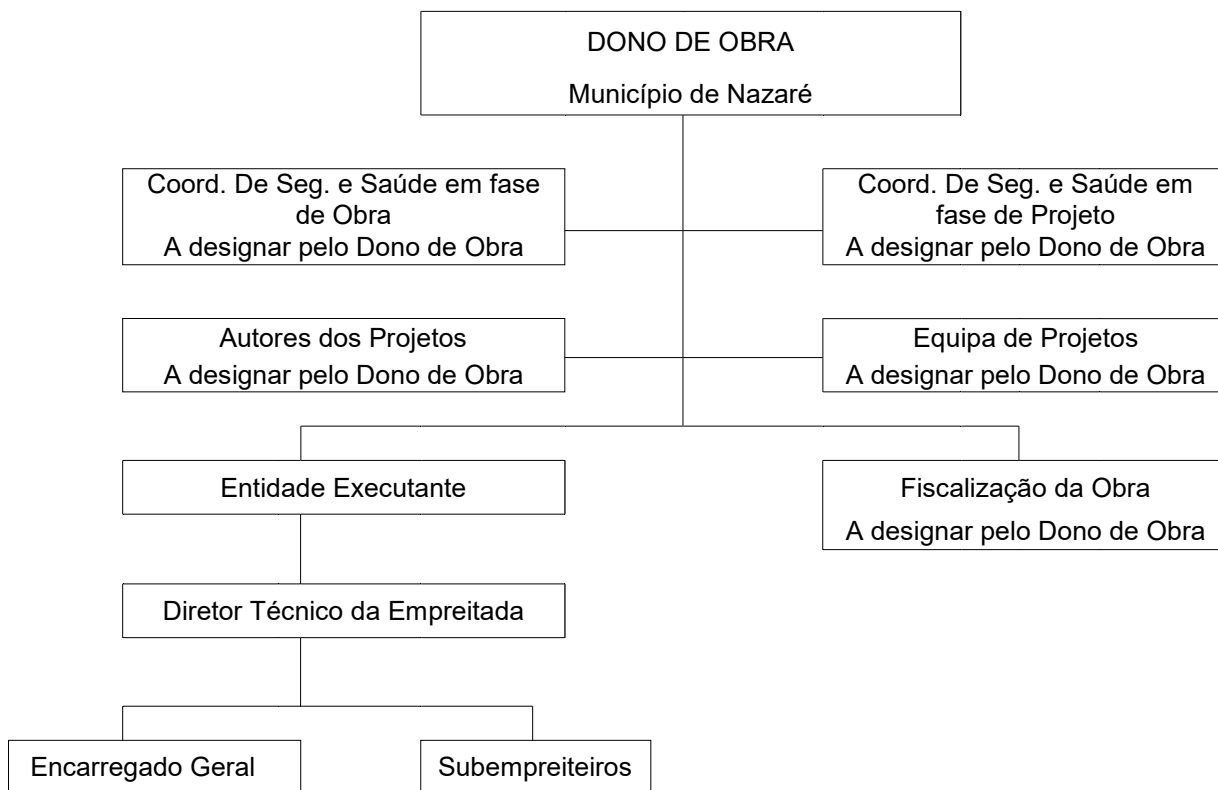 DONO DE OBRA
Município de Nazaré
Coord. De Seg. e Saúde em fase
de Obra
A designar pelo Dono de Obra
Coord. De Seg. e Saúde em
fase de Projeto
A designar pelo Dono de Obra
Autores dos Projetos
A designar pelo Dono de Obra
Equipa de Projetos
A designar pelo Dono de Obra
Entidade Executante
Fiscalização da Obra
A designar pelo Dono de Obra
Diretor Técnico da Empreitada
Encarregado Geral
Subempreiteiros